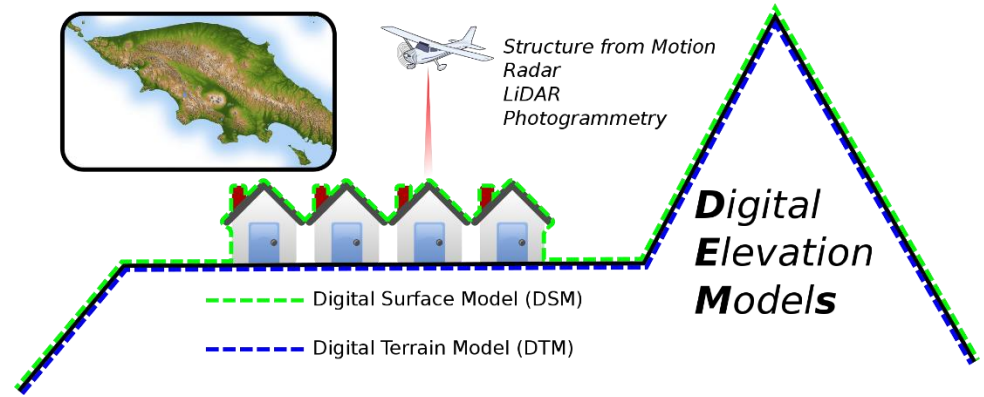 Structure from Motion
Radar
LiDAR
Photogrammetry
Digital
Elevation
Models
Digital Surface Model (DSM)
Digital Terrain Model (DTM)